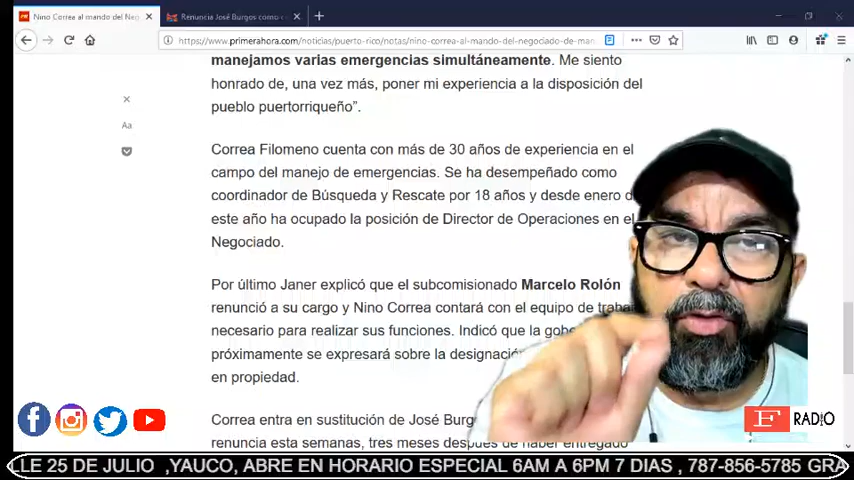 Nino Correa al mando del Neg
Renuncia José Burgos como
https://www.primerahora.com/noticias/puerto-rico/notas/nino-correa-al-mando-del-negociado-de-man
manejamos varias emergencias simultáneamente. Me siento
honrado de, una vez más, poner mi experiencia a la disposición del
pueblo puertorriqueño”.
Aa
Correa Filomeno cuenta con más de 30 años de experiencia en el
campo del manejo de emergencias. Se ha desempeñado como
coordinador de Búsqueda y Rescate por 18 años y desde enero d
este año ha ocupado la posición de Director de Operaciones en el
Negociado.
Por último Janer explicó que el subcomisionado Marcelo Rolón
renunció a su cargo y Nino Correa contará con el equipo de traba
necesario para realizar sus funciones. Indicó que la gobe
próximamente se expresará sobre la designació
en propiedad.
Correa entra en sustitución de José Burg
renuncia esta semanas, tres meses después de haber entregado
F RADIO
LLE 25 DE JULIO ,YAUCO, ABRE EN HORARIO ESPECIAL 6AM A 6PM 7 DIAS , 787-856-5785 GRA